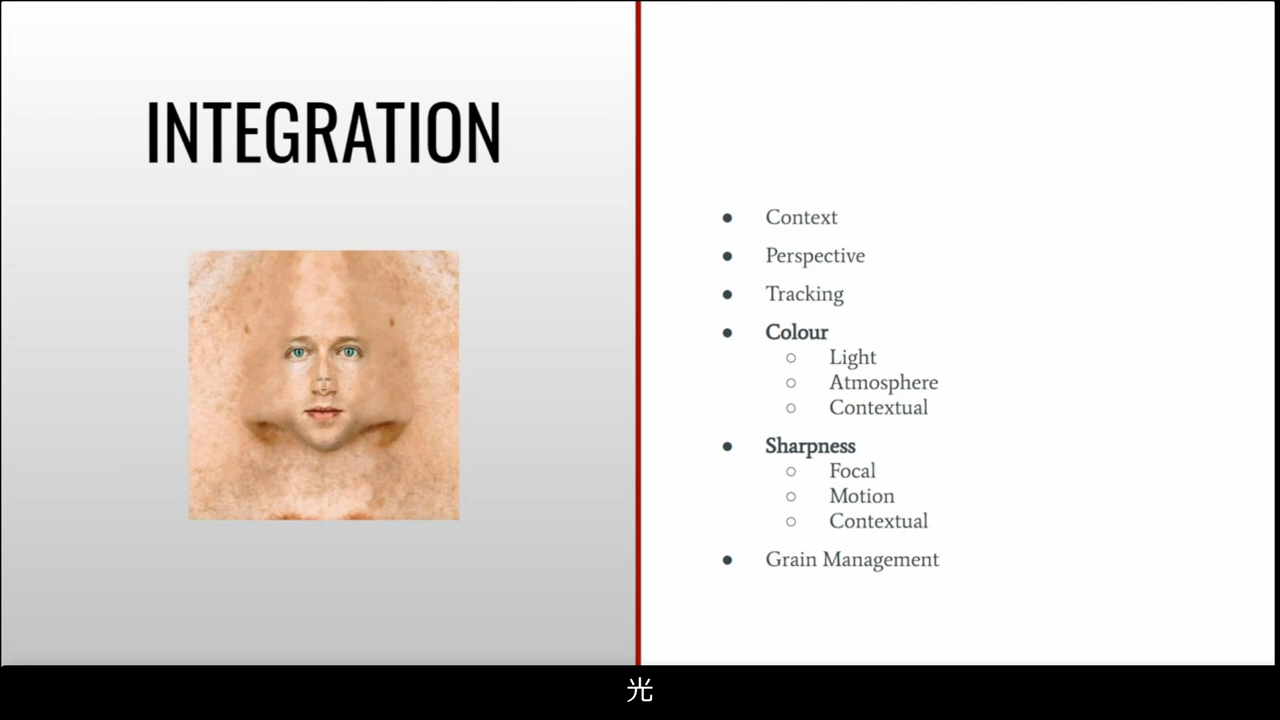 INTEGRATION
● Context
● Perspective
● Tracking
● Colour
○ Light
○ Atmosphere
○ Contextual
● Sharpness
○ Focal
○ Motion
○ Contextual
● Grain Management
光